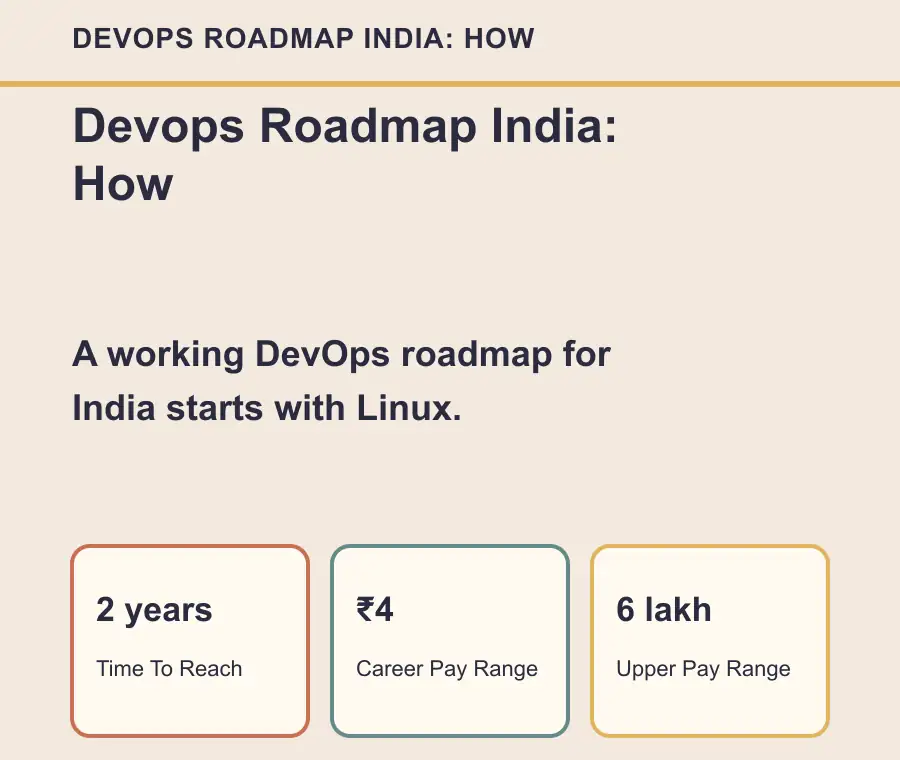 DEVOPS ROADMAP INDIA: HOW
Devops Roadmap India:
How
A working DevOps roadmap for
India starts with Linux.
2 years
Time To Reach
₹4
Career Pay Range
6 lakh
Upper Pay Range